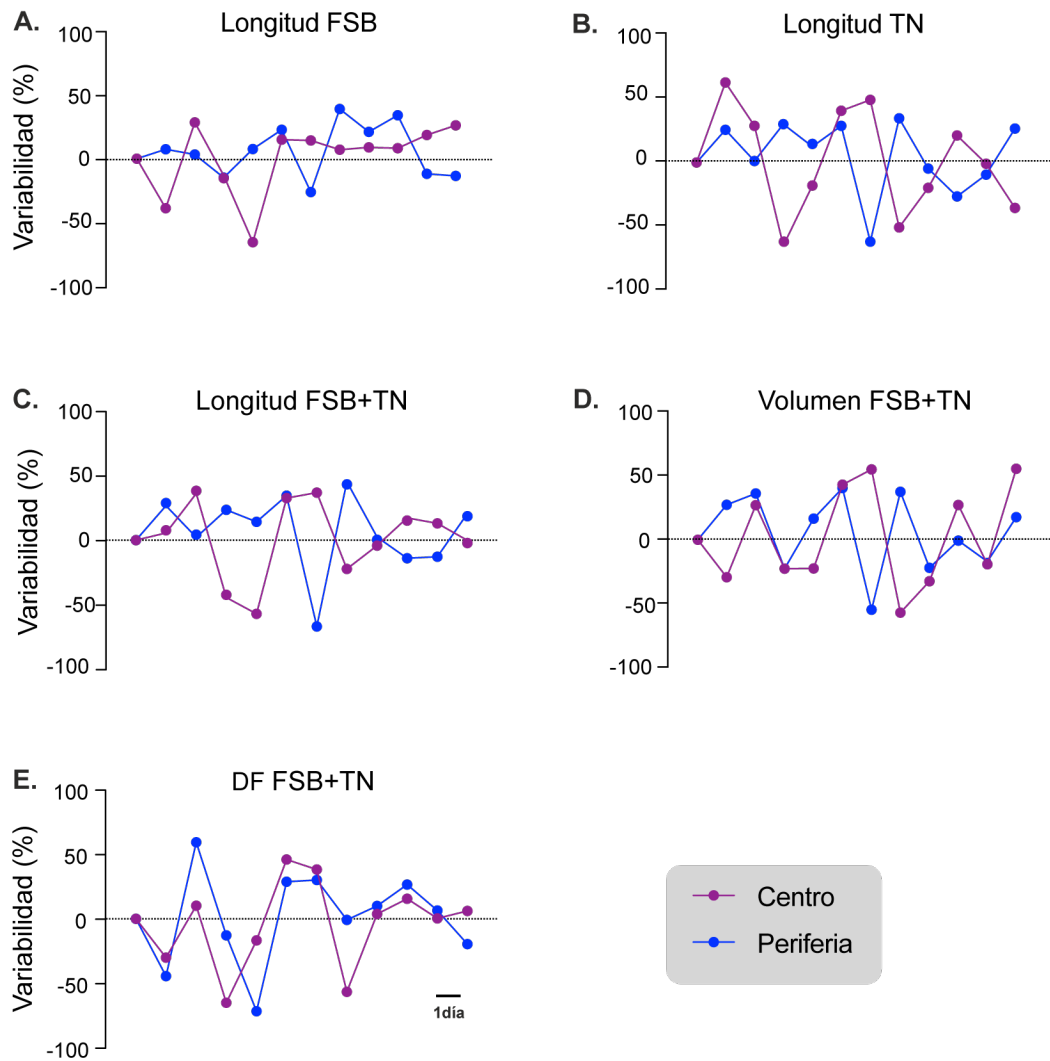 A.
Longitud FSB
Variabilidad (%)
100
50
0
-50
-100
B.
Longitud TN
100
50
0
-50
-100
C.
Longitud FSB+TN
Variabilidad (%)
100
50
0
-50
-100
D.
Volumen FSB+TN
100
50
0
-50
-100
E.
DF FSB+TN
Variabilidad (%)
100
50
0
-50
-100
1día
Centro
Periferia